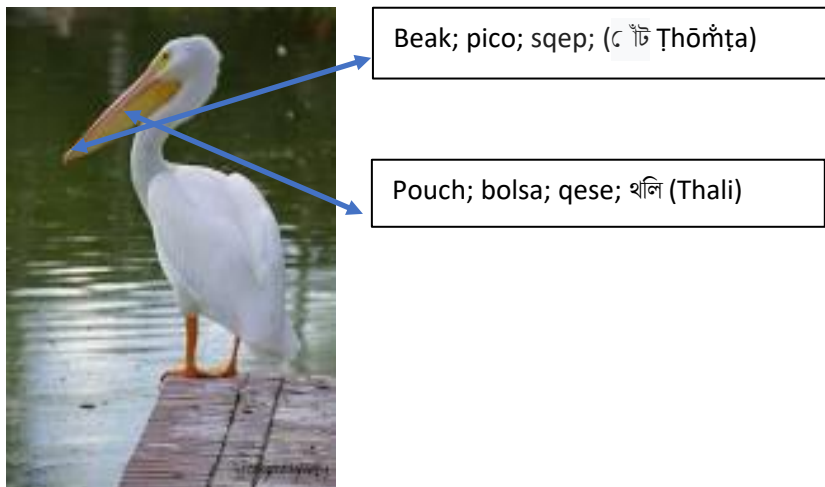 Beak; pico; sqep; (ঠোঁট Ṭhōm̐ṭa)
Pouch; bolsa; qese; থলি (Thali)